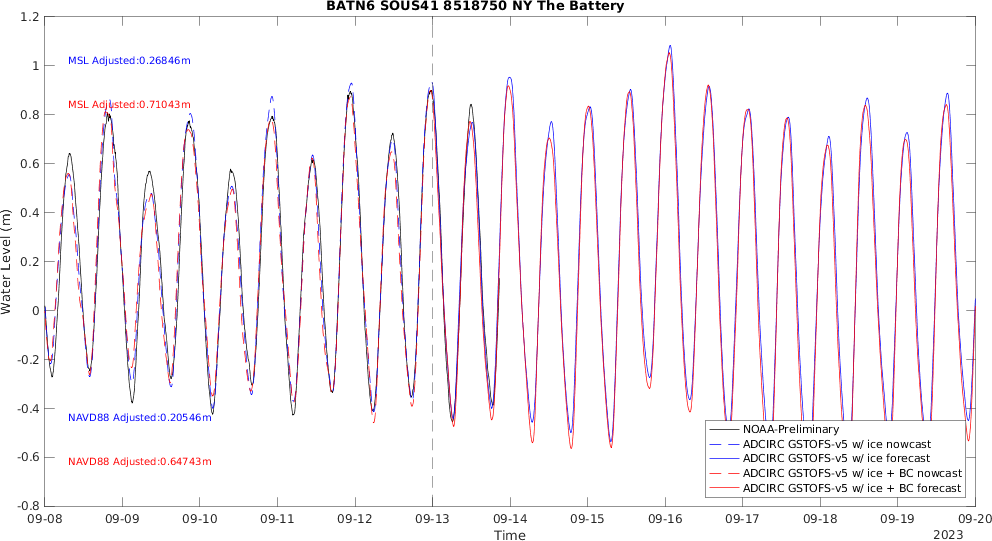 BATN6 SOUS41 8518750 NY The Battery
1.2
1
0.8
0.6
0.4
0.2
0
-0.2
-0.4
-0.6
-0.8
Water Level (m)
MSL Adjusted:0.26846m
MSL Adjusted:0.71043m
NAVD88 Adjusted:0.20546m
NAVD88 Adjusted:0.64743m
NOAA-Preliminary
ADCIRC GSTOFS-v5 w/ ice nowcast
ADCIRC GSTOFS-v5 w/ ice forecast
ADCIRC GSTOFS-v5 w/ ice + BC nowcast
ADCIRC GSTOFS-v5 w/ ice + BC forecast
09-08 09-09 09-10 09-11 09-12 09-13 09-14 09-15 09-16 09-17 09-18 09-19 09-20
Time
2023